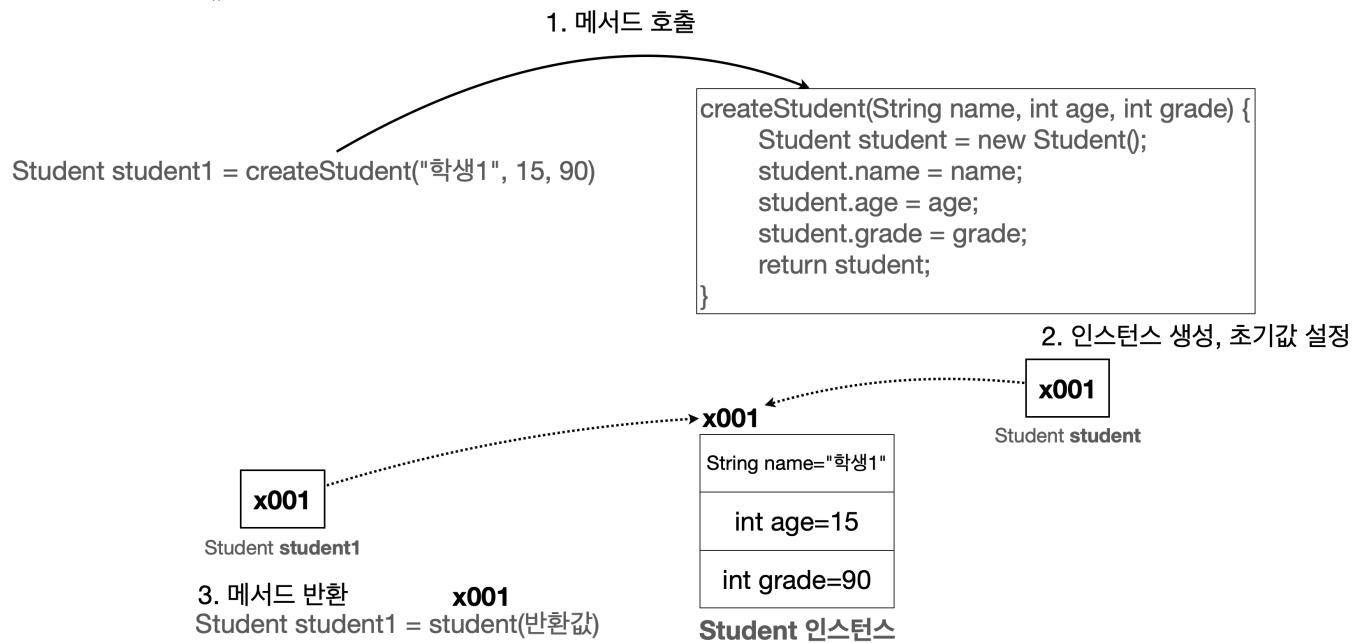 1. 메서드 호출
createStudent(String name, int age, int grade) {
Student student = new Student();
student.name = name;
student.age = age;
student.grade = grade;
return student;
}
Student student1 = createStudent("학생1", 15, 90)
2. 인스턴스 생성, 초기값 설정
x001
Student student
x001
String name="학생1"
int age=15
int grade=90
Student 인스턴스
x001
Student student1
3. 메서드 반환
x001
Student student1 = student(반환값)